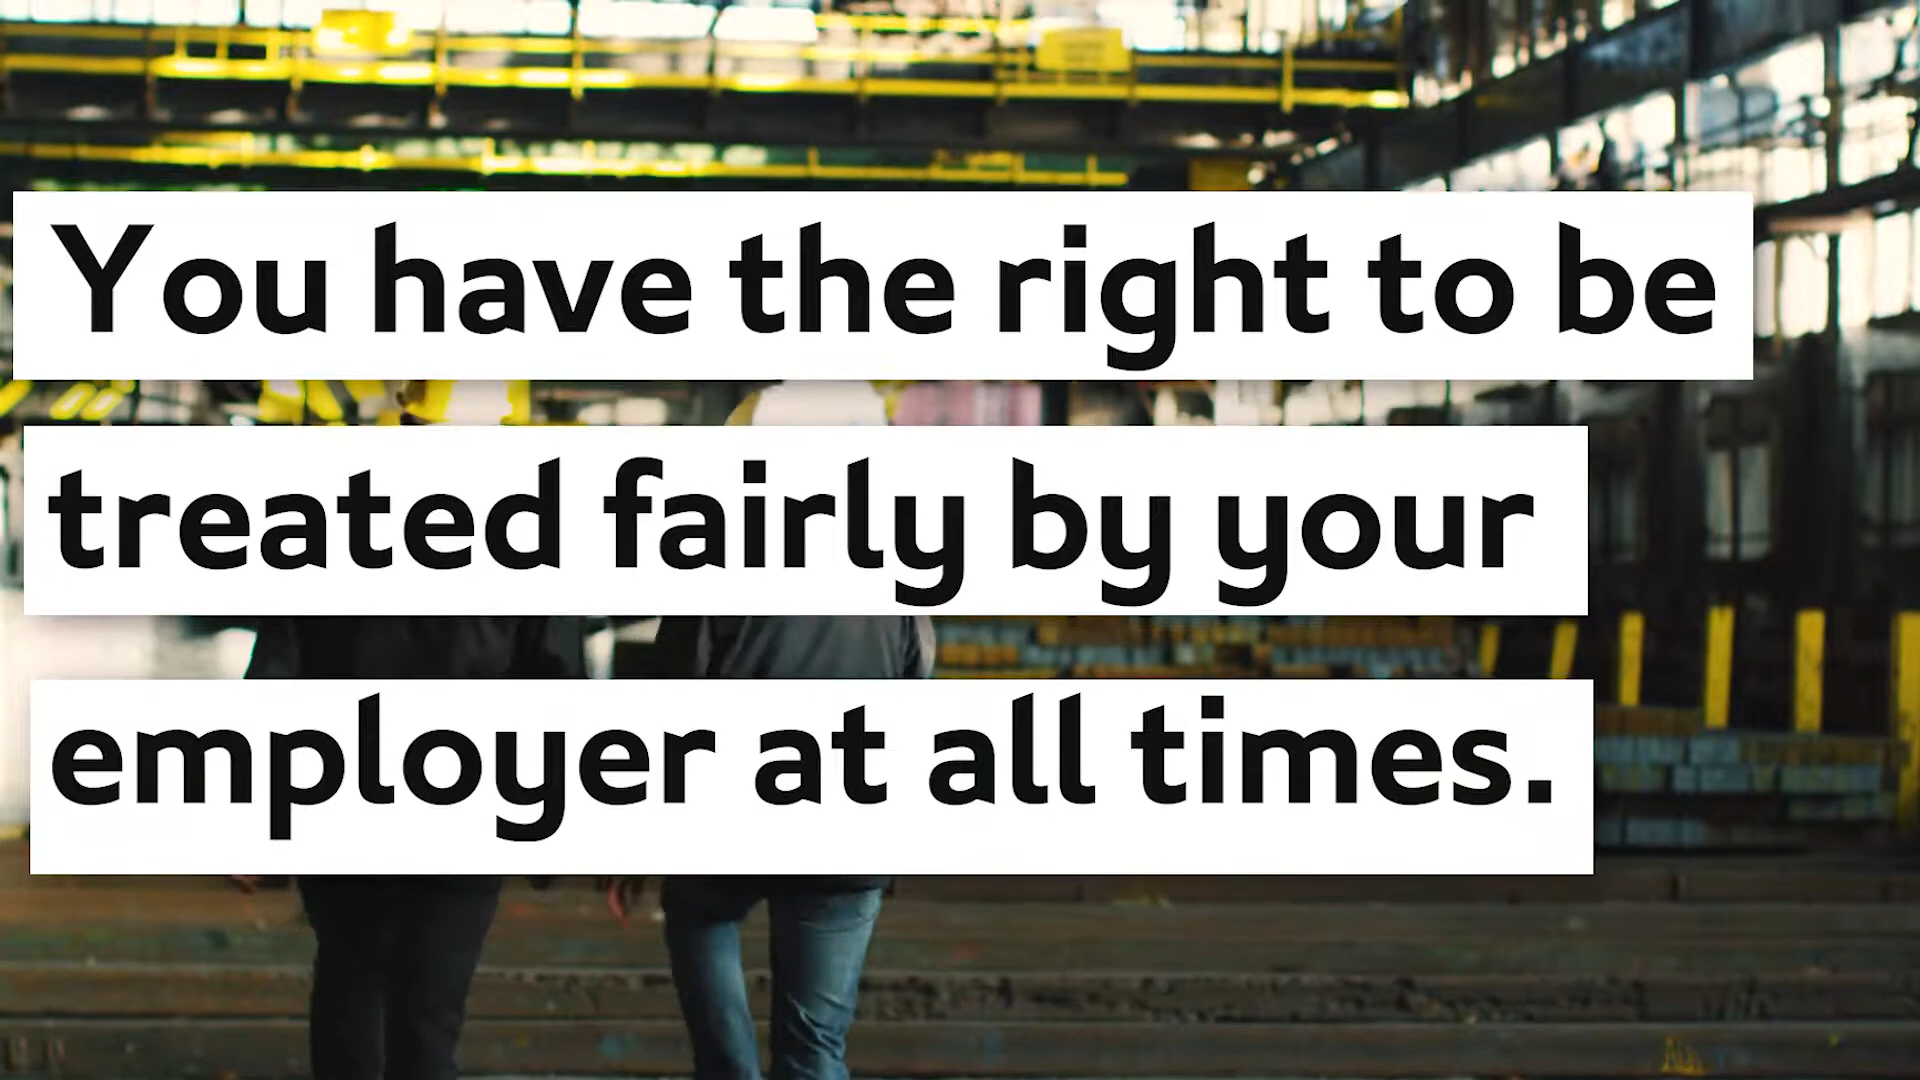 You have the right to be
treated fairly by your
employer at all times.